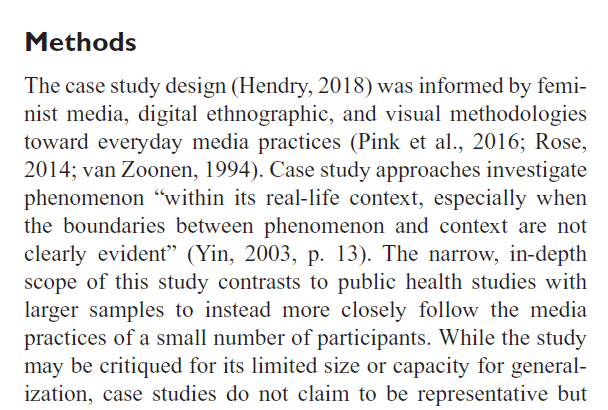 Methods
The case study design (Hendry, 2018) was informed by femi-
nist media, digital ethnographic, and visual methodologies
toward everyday media practices (Pink et al., 2016; Rose,
2014; van Zoonen, 1994). Case study approaches investigate
phenomenon “within its real-life context, especially when
the boundaries between phenomenon and context are not
clearly evident” (Yin, 2003, p. 13). The narrow, in-depth
scope of this study contrasts to public health studies with
larger samples to instead more closely follow the media
practices of a small number of participants. While the study
may be critiqued for its limited size or capacity for general-
ization, case studies do not claim to be representative but